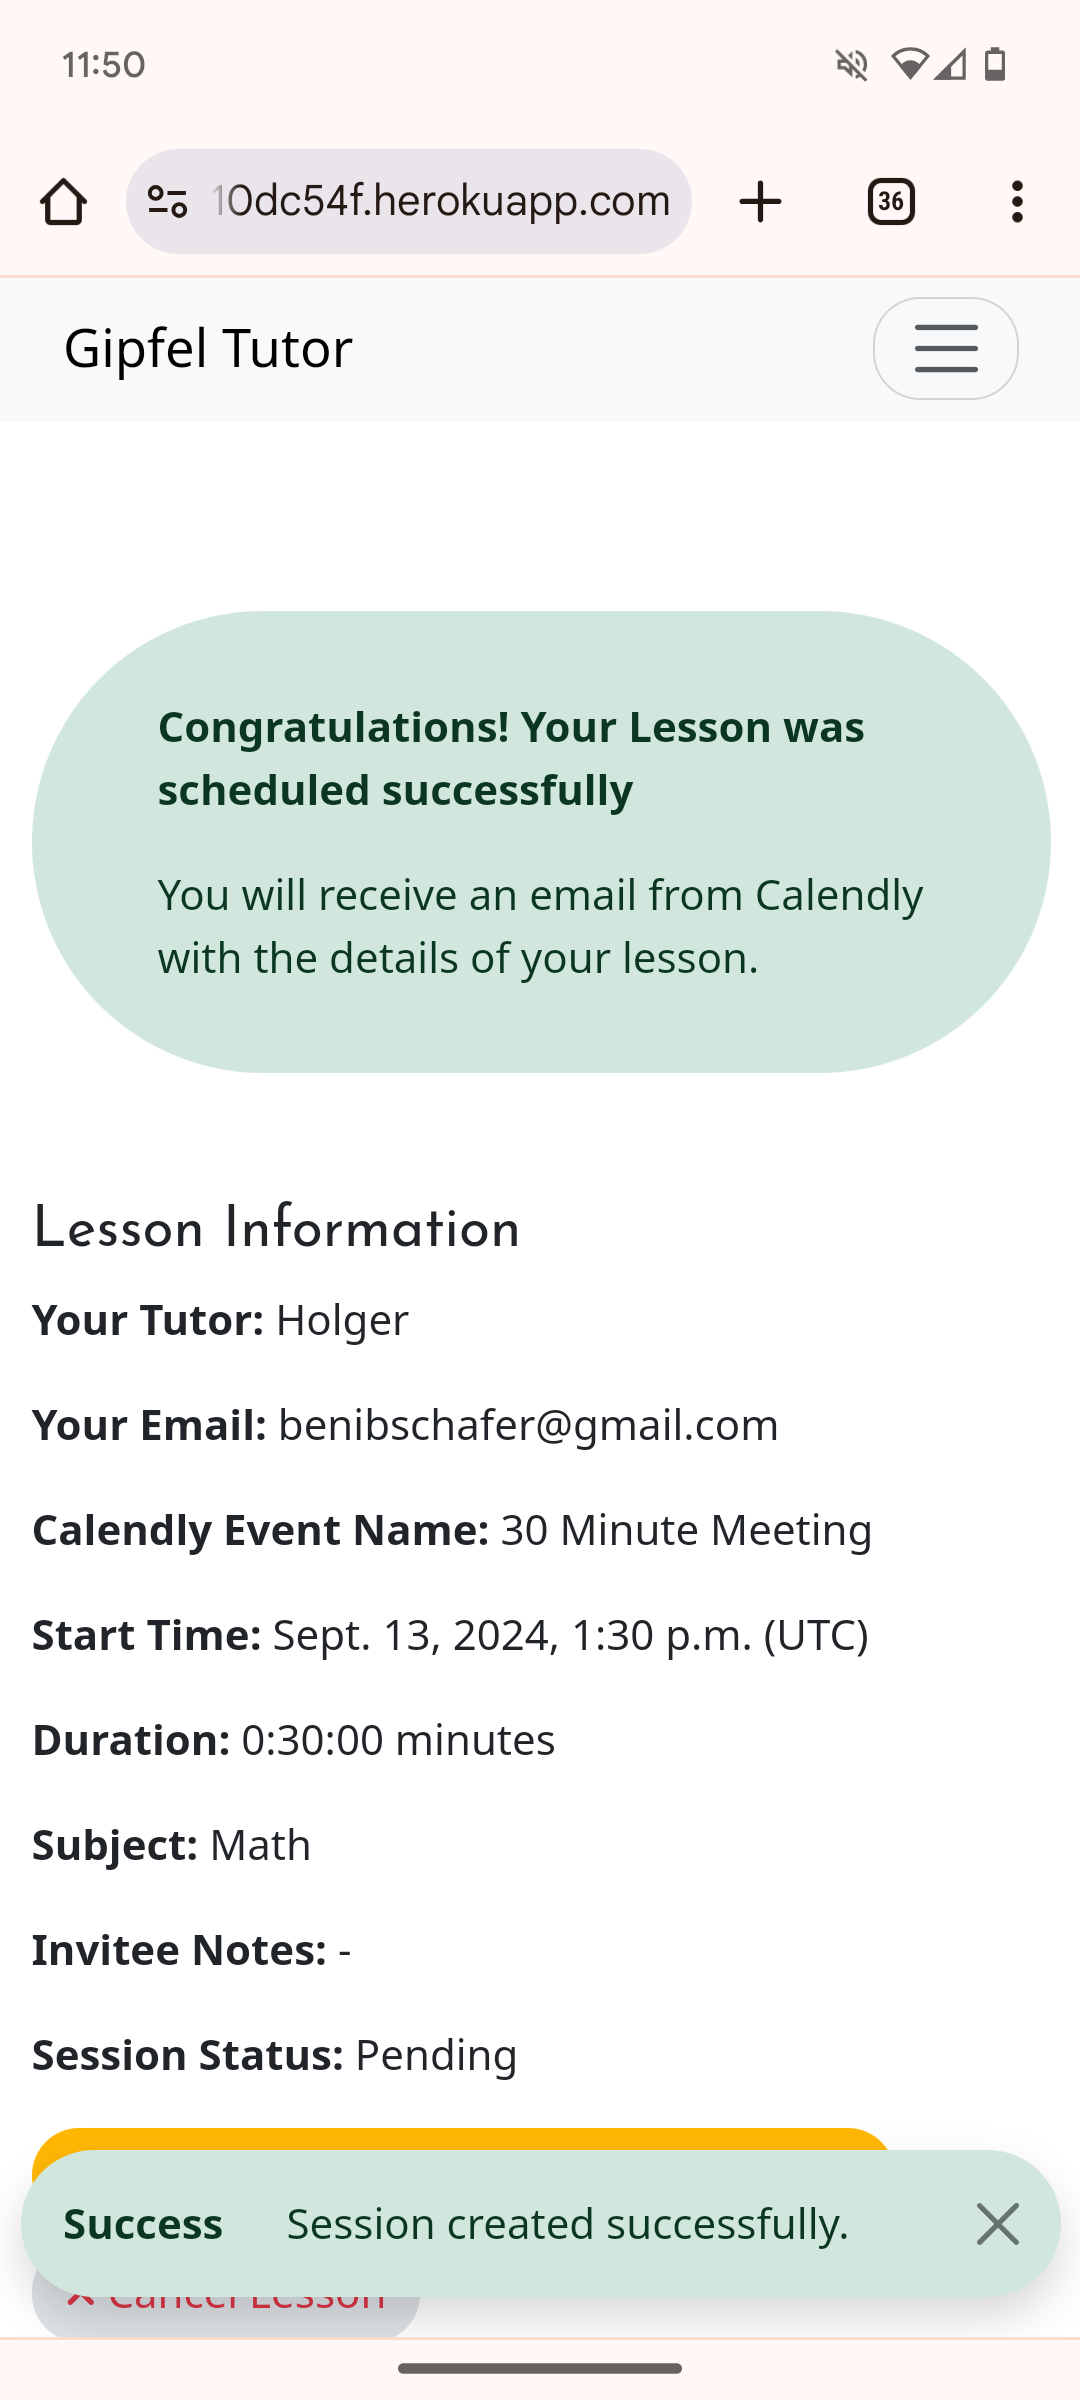 11:50
10dc54f.herokuapp.com
36
Gipfel Tutor
Congratulations! Your Lesson was
scheduled successfully
You will receive an email from Calendly
with the details of your lesson.
Lesson Information
Your Tutor: Holger
Your Email: benibschafer@gmail.com
Calendly Event Name: 30 Minute Meeting
Start Time: Sept. 13, 2024, 1:30 p.m. (UTC)
Duration: 0:30:00 minutes
Subject: Math
Invitee Notes: -
Session Status: Pending
Success Session created successfully.
Cancel Lesson